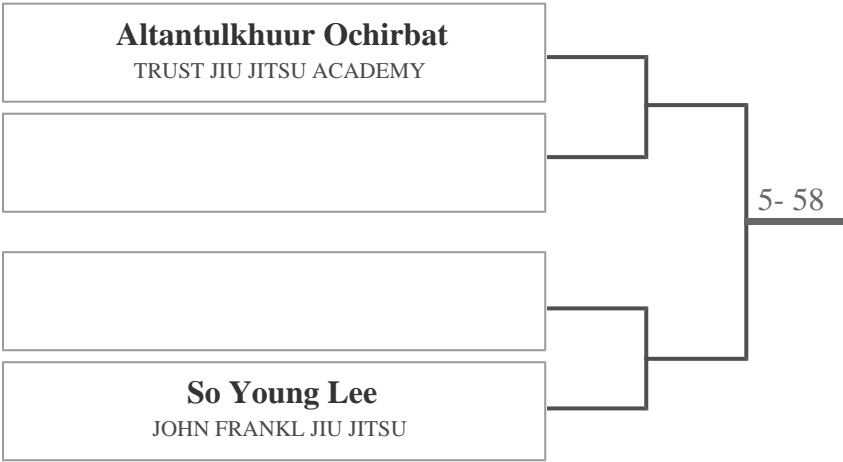 Altantulkhuur Ochirbat
TRUST JIU JITSU ACADEMY
5- 58
So Young Lee
JOHN FRANKL JIU JITSU